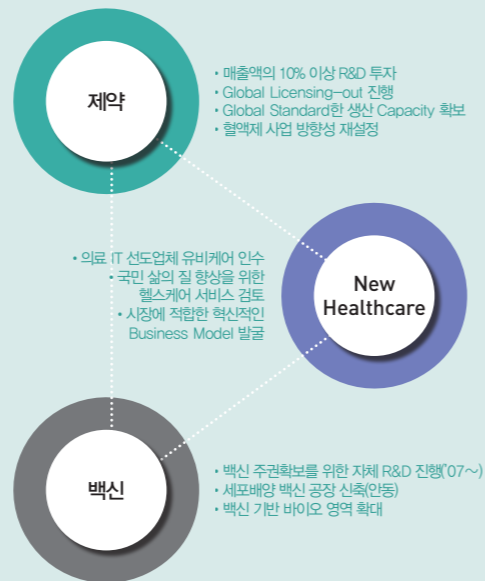 제약
• 매출액의 10% 이상 R&D 투자
• Global Licensing-out 진행
• Global Standard한 생산 Capacity 확보
• 혈액제 사업 방향성 재설정
• 의료 IT 선도업체 유비케어 인수
• 국민 삶의 질 향상을 위한
헬스케어 서비스 검토
• 시장에 적합한 혁신적인
Business Model 발굴
New
Healthcare
백신
• 백신 주권확보를 위한 자체 R&D 진행('07~)
• 세포배양 백신 공장 신축(안동)
• 백신 기반 바이오 영역 확대